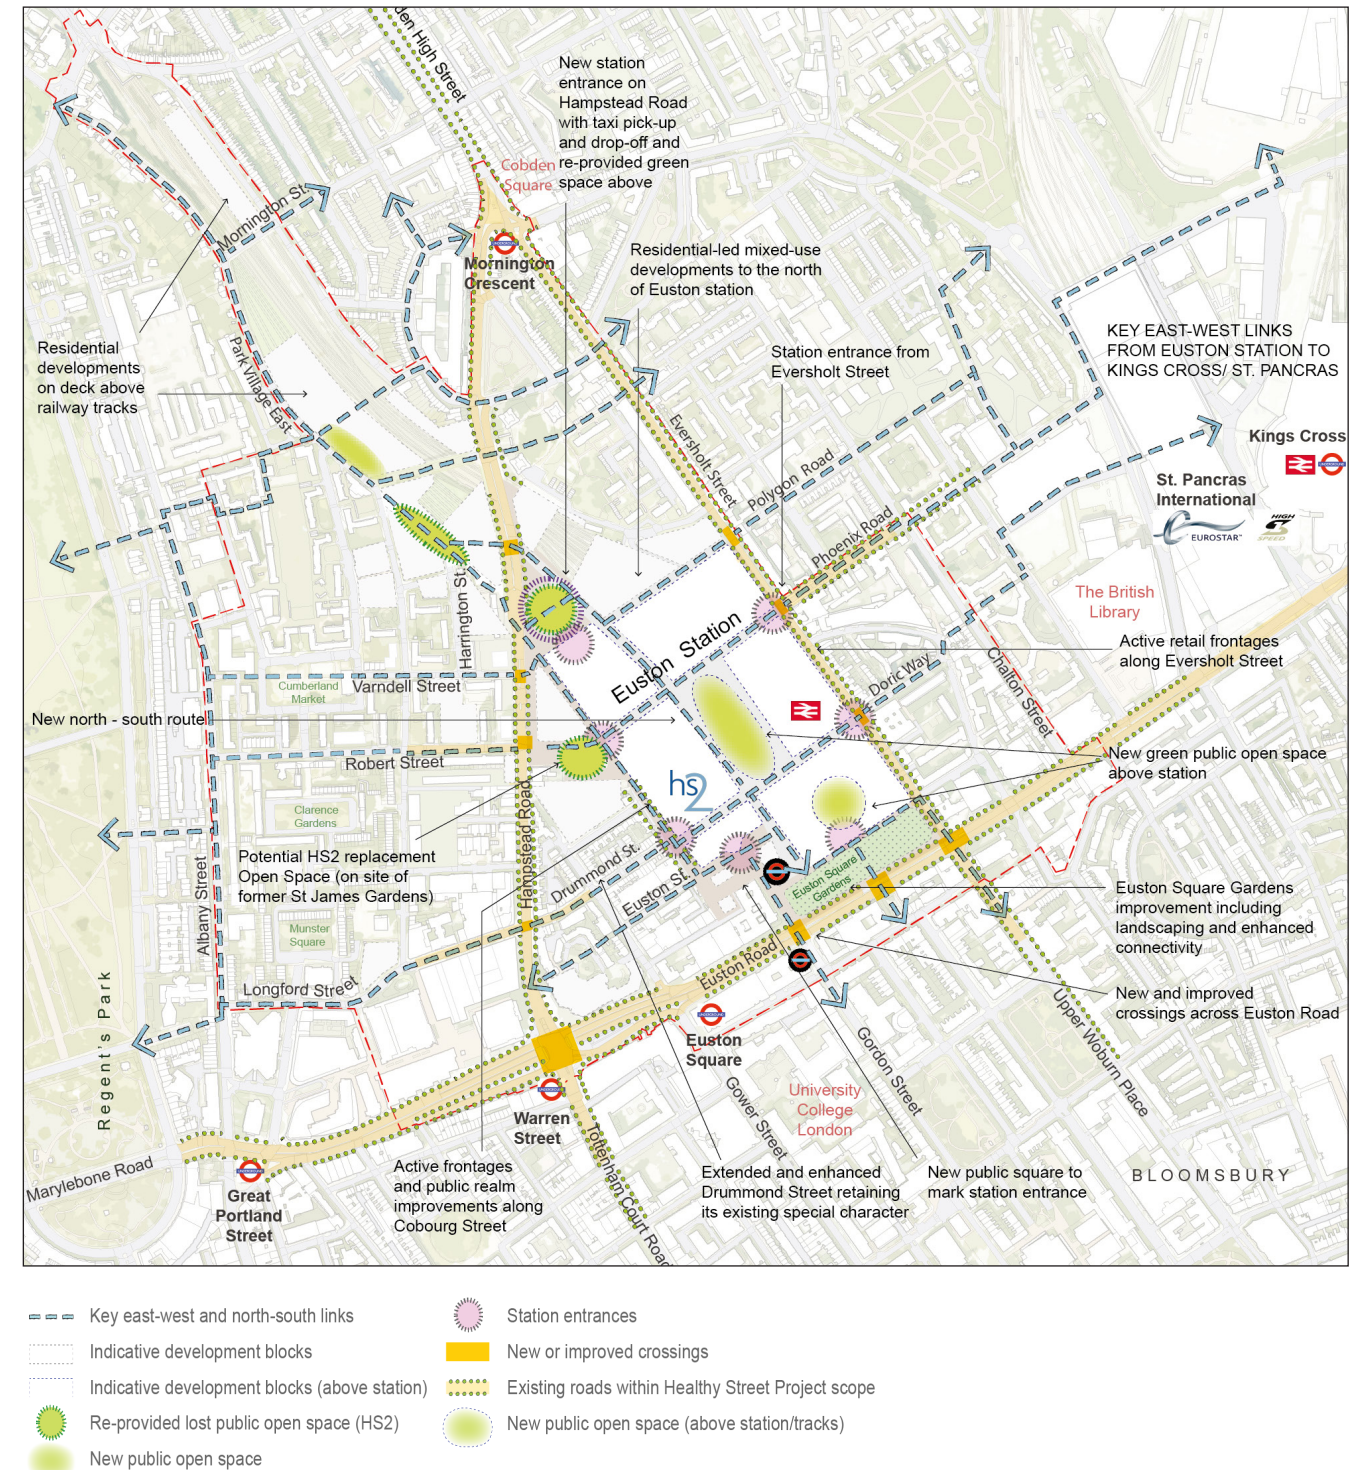 den High Street
New station
entrance on
Hampstead Road
with taxi pick-up
and drop-off and
re-provided green
space above
Cobden
Square
Mornington St.
Mornington
Crescent
Residential-led mixed-use
developments to the north
of Euston station
KEY EAST-WEST LINKS
FROM EUSTON STATION TO
KINGS CROSS/ ST. PANCRAS
Residential
developments
on deck above
railway tracks
Park Village East
Station entrance from
Eversholt Street
Eversholt Street
Polygon Road
Phoenix Road
Kings Cross
St. Pancras
International
EUROSTAR
HIGH
SPEED
The British
Library
Active retail frontages
along Eversholt Street
Harrington St.
Euston Station
Doric Way
Chalton Street
Cumberland
Market
Varndell Street
New north - south route
Robert Street
hs2
New green public open space
above station
Clarence
Gardens
Hampstead Road
Potential HS2 replacement
Open Space (on site of
former St James Gardens)
Drummond St.
Euston St.
Euston Square
Gardens
Euston Square Gardens
improvement including
landscaping and enhanced
connectivity
Albany Street
Munster
Square
Longford Street
Euston Road
New and improved
crossings across Euston Road
Regent's Park
Euston
Square
Gordon Street
Upper Woburn Place
Gower Street
University
College
London
Warren
Street
Tottenham Court Road
Marylebone Road
Great
Portland
Street
Active frontages
and public realm
improvements along
Cobourg Street
Extended and enhanced
Drummond Street retaining
its existing special character
New public square to
mark station entrance
BLOOMSBURY
Key east-west and north-south links
Indicative development blocks
Indicative development blocks (above station)
Re-provided lost public open space (HS2)
New public open space
Station entrances
New or improved crossings
Existing roads within Healthy Street Project scope
New public open space (above station/tracks)